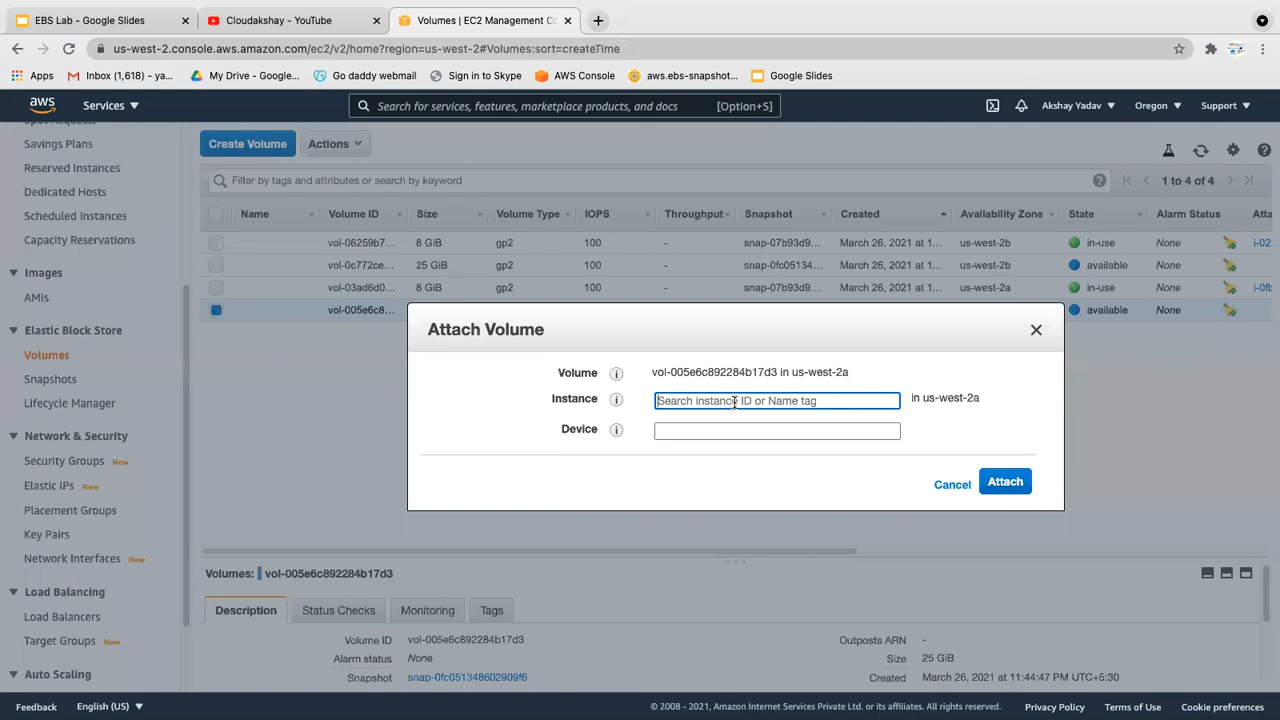 EBS Lab - Google Slides
Cloudakshay - YouTube
Volumes | EC2 Management Co
us-west-2.console.aws.amazon.com/ec2/v2/home?region=us-west-2#Volumes:sort=createTime
Apps
Inbox (1,618) - ya...
My Drive - Google...
Go daddy webmail
Sign in to Skype
AWS Console
aws.ebs-snapshot...
Google Slides
aws
Services
Search for services, features, marketplace products, and docs
[Option+S]
Akshay Yadav
Oregon
Support
Savings Plans
Reserved Instances
Dedicated Hosts
Scheduled Instances
Capacity Reservations
Images
AMIs
Elastic Block Store
Volumes
Snapshots
Lifecycle Manager
Network & Security
Security Groups New
Elastic IPs New
Placement Groups
Key Pairs
Network Interfaces New
Load Balancing
Load Balancers
Target Groups New
Auto Scaling
Create Volume
Actions
Filter by tags and attributes or search by keyword
1 to 4 of 4
Name Volume ID Size Volume Type IOPS Throughput Snapshot Created Availability Zone State Alarm Status Atta
vol-06259b7... 8 GiB gp2 100 - snap-07b93d9... March 26, 2021 at 1... us-west-2b in-use None i-02
vol-0c772ce... 25 GiB gp2 100 - snap-0fc05134... March 26, 2021 at 1... us-west-2b available None
vol-03ad6d0... 8 GiB gp2 100 - snap-07b93d9... March 26, 2021 at 1... us-west-2a in-use None i-0fb
vol-005e6c8... available None
Attach Volume
Volume vol-005e6c892284b17d3 in us-west-2a
Instance Search instance ID or Name tag in us-west-2a
Device
Cancel
Attach
Volumes: vol-005e6c892284b17d3
Description
Status Checks
Monitoring
Tags
Volume ID vol-005e6c892284b17d3 Outposts ARN -
Alarm status None Size 25 GiB
Snapshot snap-0fc051348602909f6 Created March 26, 2021 at 11:44:47 PM UTC+5:30
Feedback
English (US)
© 2008 - 2021, Amazon Internet Services Private Ltd. or its affiliates. All rights reserved.
Privacy Policy
Terms of Use
Cookie preferences